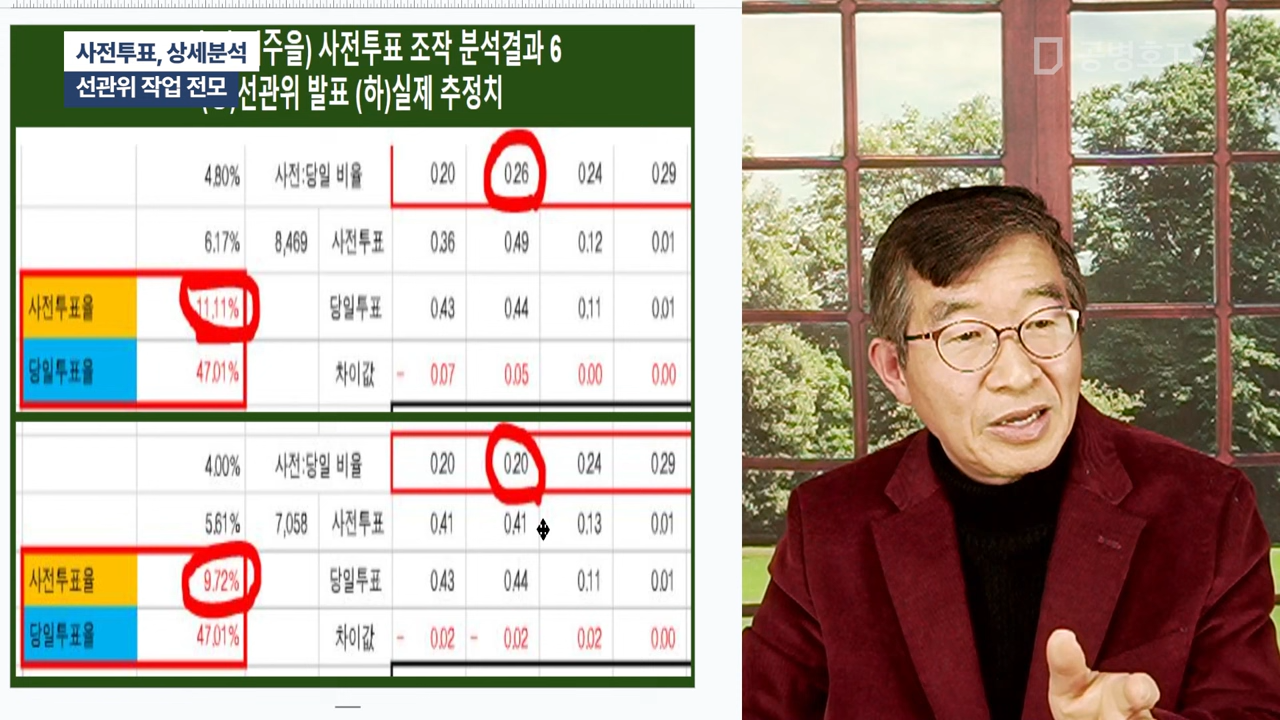 사전투표, 상세분석
선관위 작업 전모
주을) 사전투표 조작 분석결과 6
선관위 발표 (하)실제 추정치
4.80% 사전:당일 비율 0.20 0.26 0.24 0.29
6.17% 8,469 사전투표 0.36 0.49 0.12 0.01
사전투표율 11.11% 당일투표 0.43 0.44 0.11 0.01
당일투표율 47.01% 차이값 - 0.07 0.05 0.00 0.00
4.00% 사전:당일 비율 0.20 0.20 0.24 0.29
5.61% 7,058 사전투표 0.41 0.41 0.13 0.01
사전투표율 9.72% 당일투표 0.43 0.44 0.11 0.01
당일투표율 47.01% 차이값 - 0.02 - 0.02 0.02 0.00
공병호TV